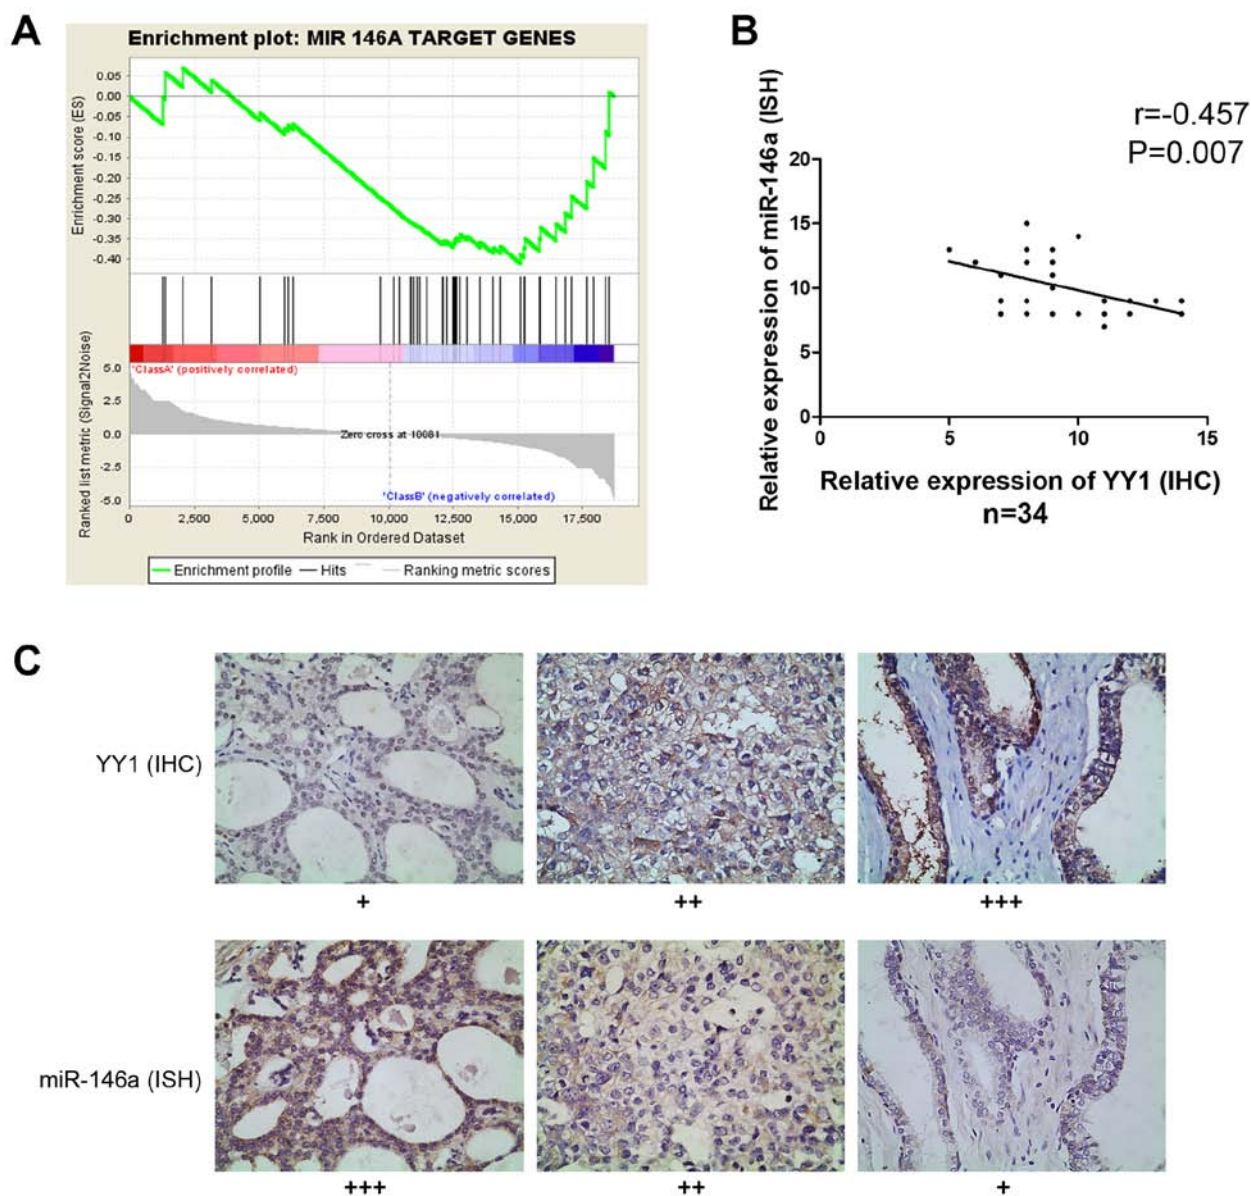 A
Enrichment plot: MIR 146A TARGET GENES
Enrichment score (ES)
0.05
0.00
-0.05
-0.10
-0.15
-0.20
-0.25
-0.30
-0.35
-0.40
'ClassA' (positively correlated)
Ranked list metric (Signal2Noise)
5.0
2.5
0.0
-2.5
-5.0
Zero cross at 10081
'ClassB' (negatively correlated)
0 2,500 5,000 7,500 10,000 12,500 15,000 17,500
Rank in Ordered Dataset
Enrichment profile Hits Ranking metric scores
B
r=-0.457
P=0.007
Relative expression of miR-146a (ISH)
20
15
10
5
0
0 5 10 15
Relative expression of YY1 (IHC)
n=34
C
YY1 (IHC)
+ ++ +++
miR-146a (ISH)
+++ ++ +